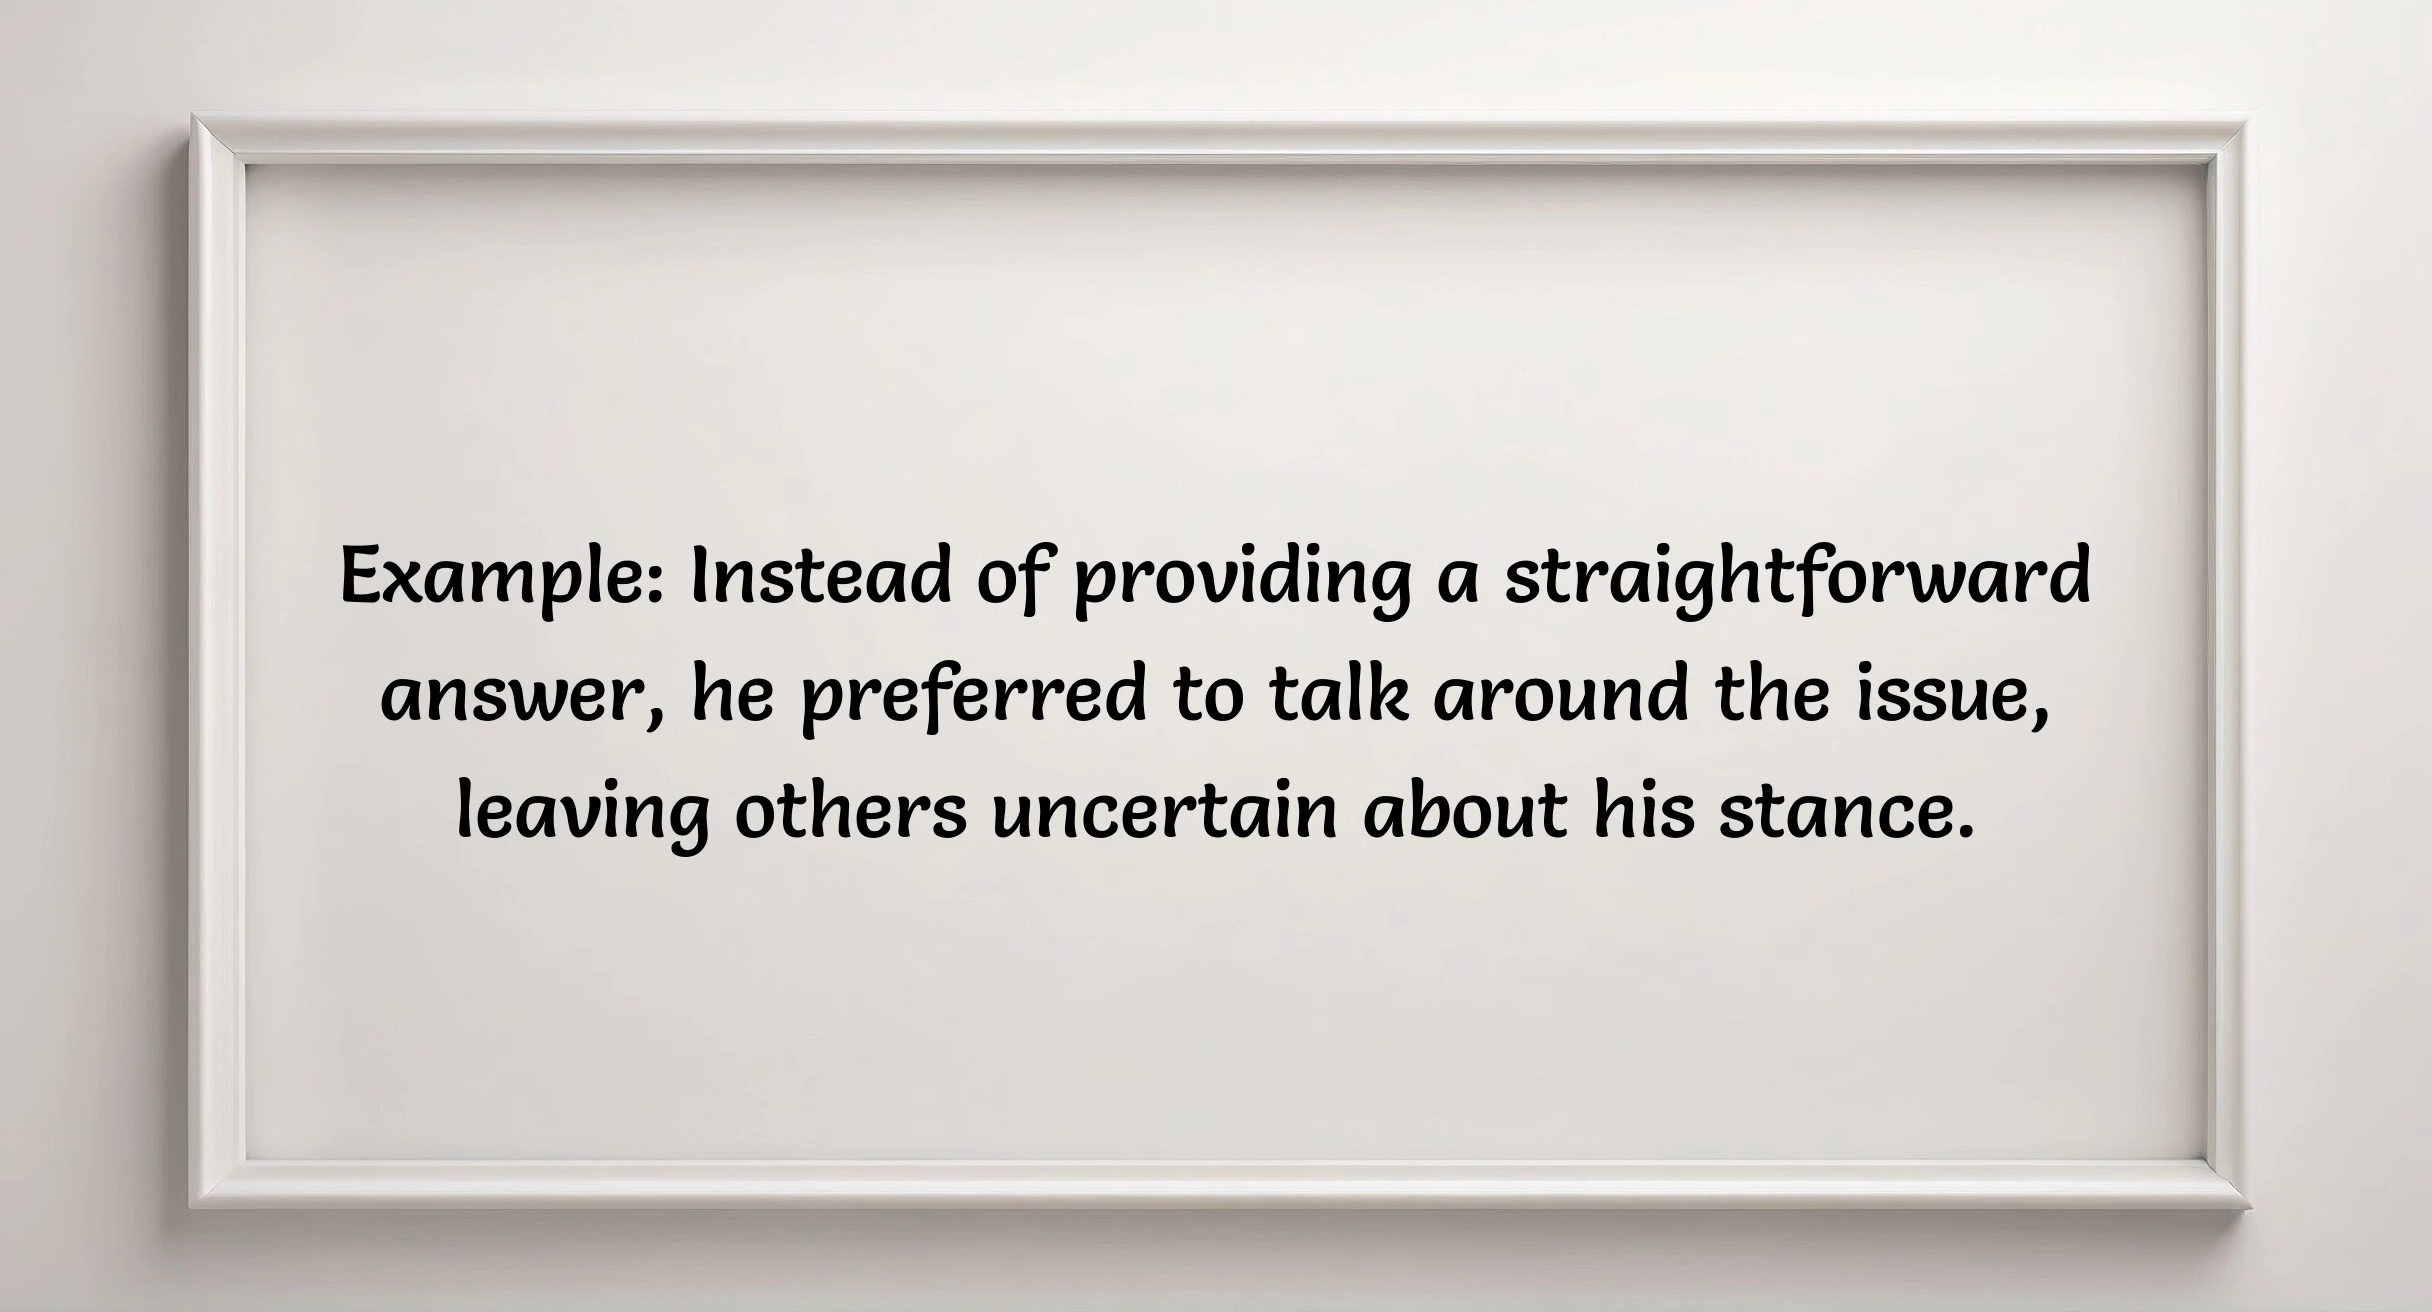 Example: Instead of providing a straightforward
answer, he preferred to talk around the issue,
leaving others uncertain about his stance.